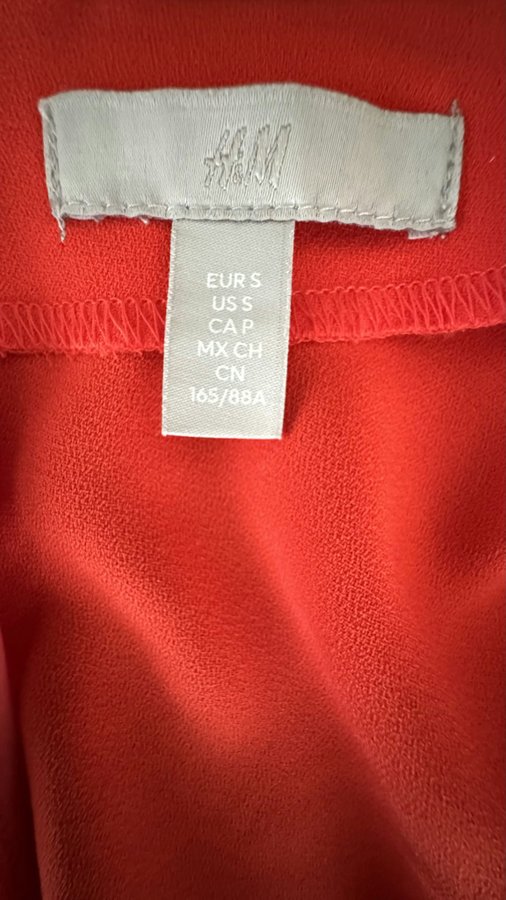 H&M
EUR S
US S
CA P
MX CH
CN
165/88A